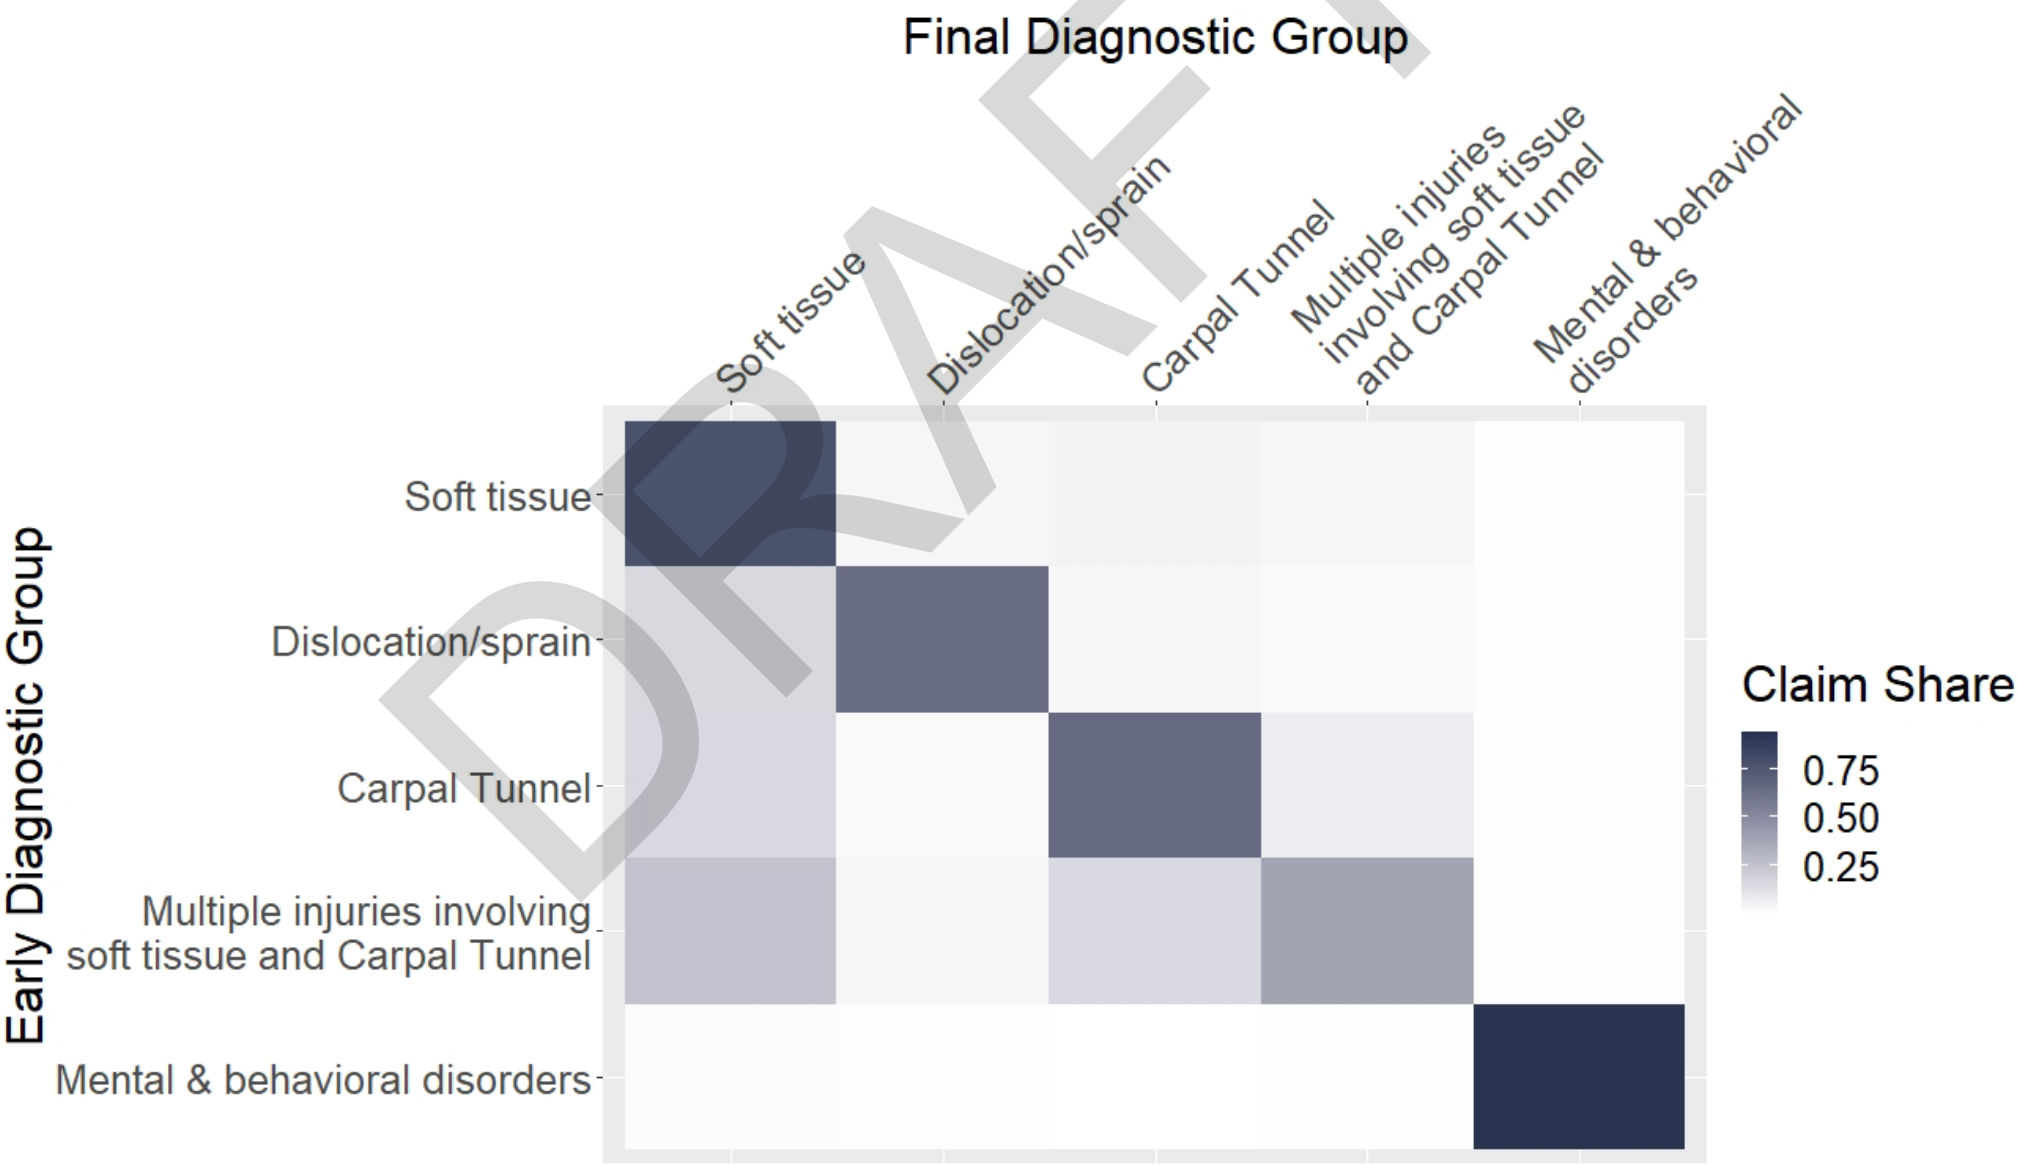 Final Diagnostic Group
Soft tissue
Dislocation/sprain
Carpal Tunnel
Multiple injuries
involving soft tissue
and Carpal Tunnel
Mental & behavioral
disorders
Early Diagnostic Group
Soft tissue
Dislocation/sprain
Carpal Tunnel
Multiple injuries involving
soft tissue and Carpal Tunnel
Mental & behavioral disorders
Claim Share
0.75
0.50
0.25
DRAFT